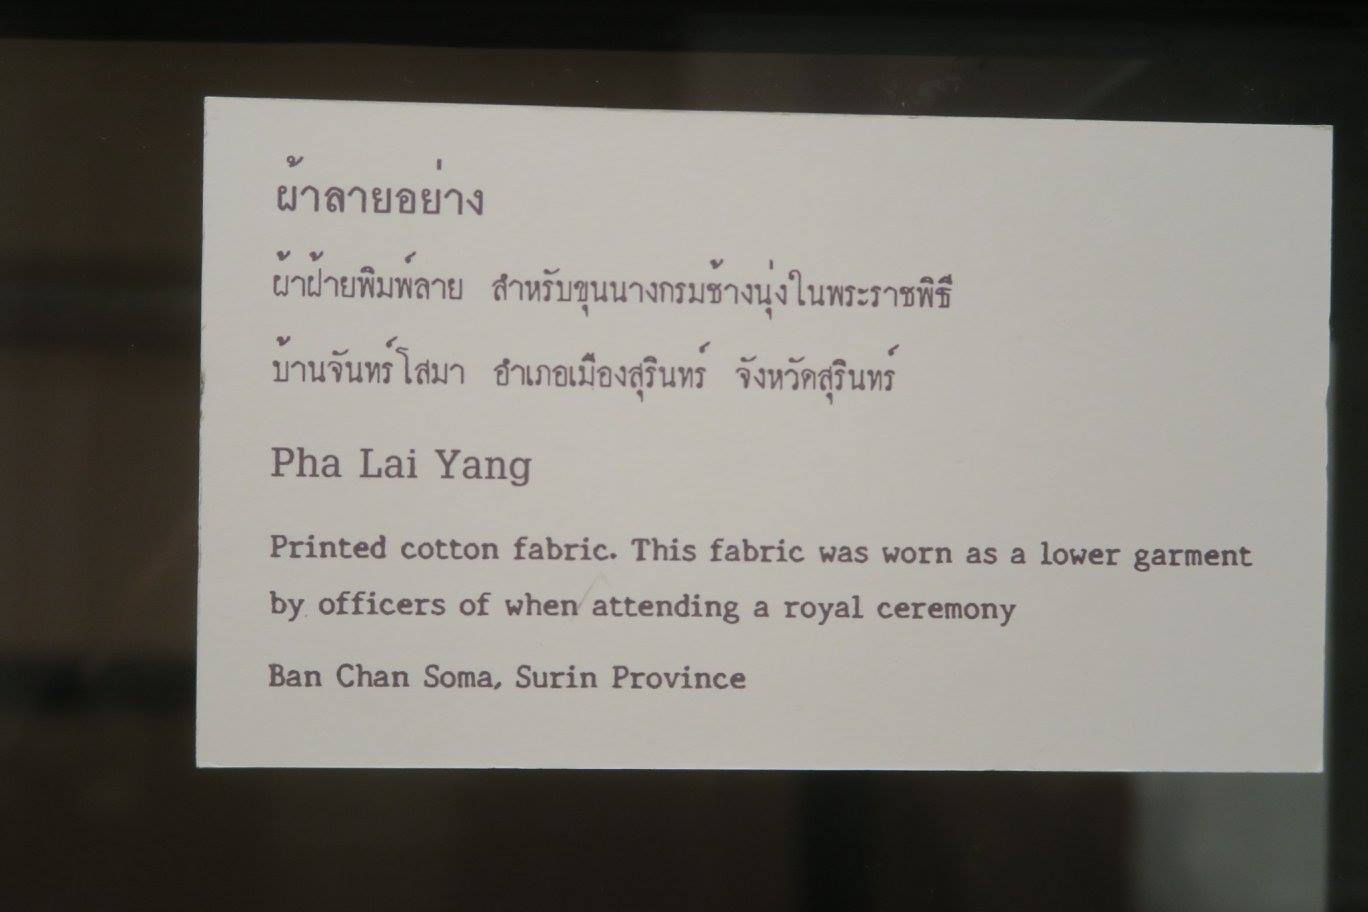 ผ้าลายอย่าง
ผ้าฝ้ายพิมพ์ลาย สำหรับขุนนางกรมช้างนุ่งในพระราชพิธี
บ้านจันทร์โสมา อำเภอเมืองสุรินทร์ จังหวัดสุรินทร์
Pha Lai Yang
Printed cotton fabric. This fabric was worn as a lower garment
by officers of when attending a royal ceremony
Ban Chan Soma, Surin Province